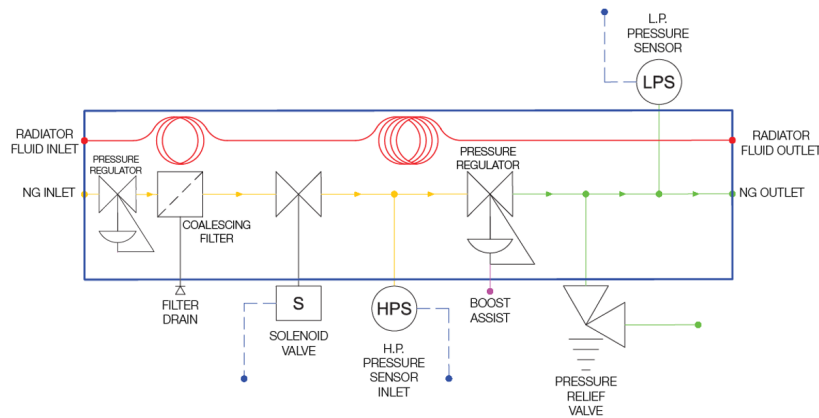 L.P.
PRESSURE
SENSOR
LPS
RADIATOR
FLUID INLET
PRESSURE
REGULATOR
PRESSURE
REGULATOR
RADIATOR
FLUID OUTLET
NG INLET
NG OUTLET
COALESCING
FILTER
FILTER
DRAIN
S
SOLENOID
VALVE
HPS
H.P.
PRESSURE
SENSOR
INLET
BOOST
ASSIST
PRESSURE
RELIEF
VALVE